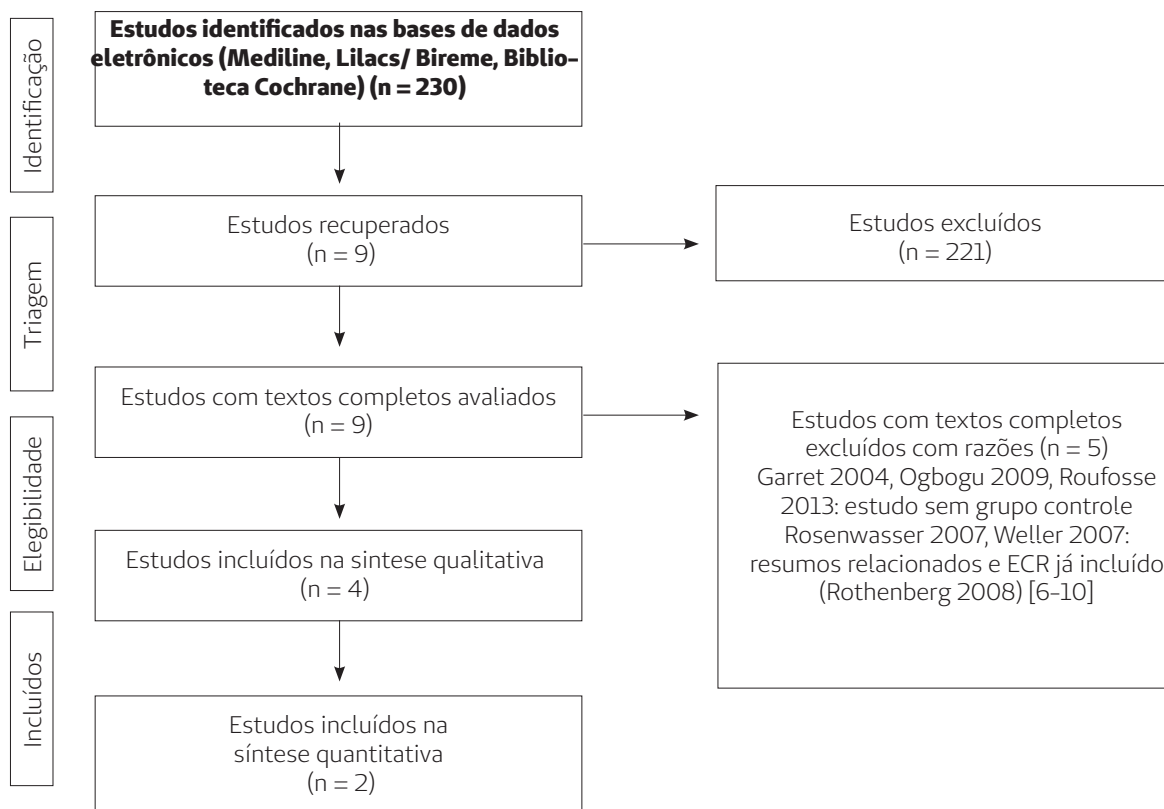 Identificação
Estudos identificados nas bases de dados
eletrônicos (Mediline, Lilacs/ Bireme, Biblio-
teca Cochrane) (n = 230)
Triagem
Estudos recuperados
(n = 9)
Estudos excluídos
(n = 221)
Elegibilidade
Estudos com textos completos avaliados
(n = 9)
Estudos com textos completos
excluídos com razões (n = 5)
Garret 2004, Ogbogu 2009, Roufosse
2013: estudo sem grupo controle
Rosenwasser 2007, Weller 2007:
resumos relacionados e ECR já incluído
(Rothenberg 2008) [6-10]
Estudos incluídos na sintese qualitativa
(n = 4)
Incluídos
Estudos incluídos na
síntese quantitativa
(n = 2)